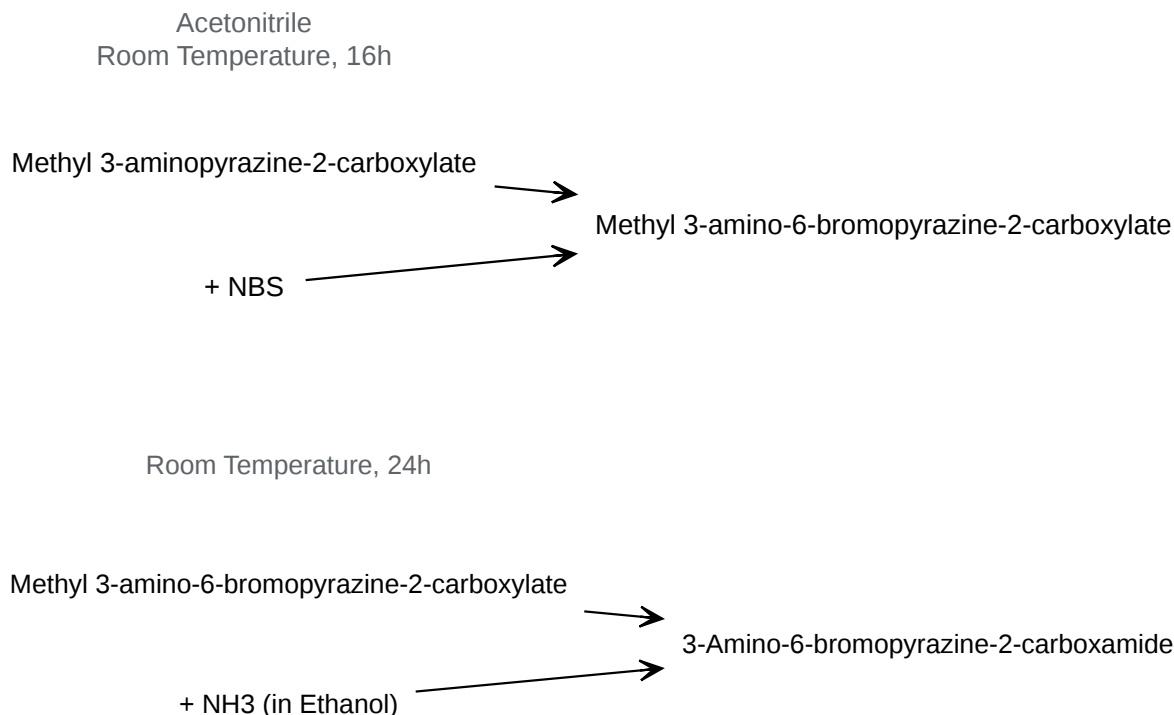 Acetonitrile
Room Temperature, 16h
Methyl 3-aminopyrazine-2-carboxylate
Methyl 3-amino-6-bromopyrazine-2-carboxylate
+ NBS
Room Temperature, 24h
Methyl 3-amino-6-bromopyrazine-2-carboxylate
3-Amino-6-bromopyrazine-2-carboxamide
+ NH3 (in Ethanol)